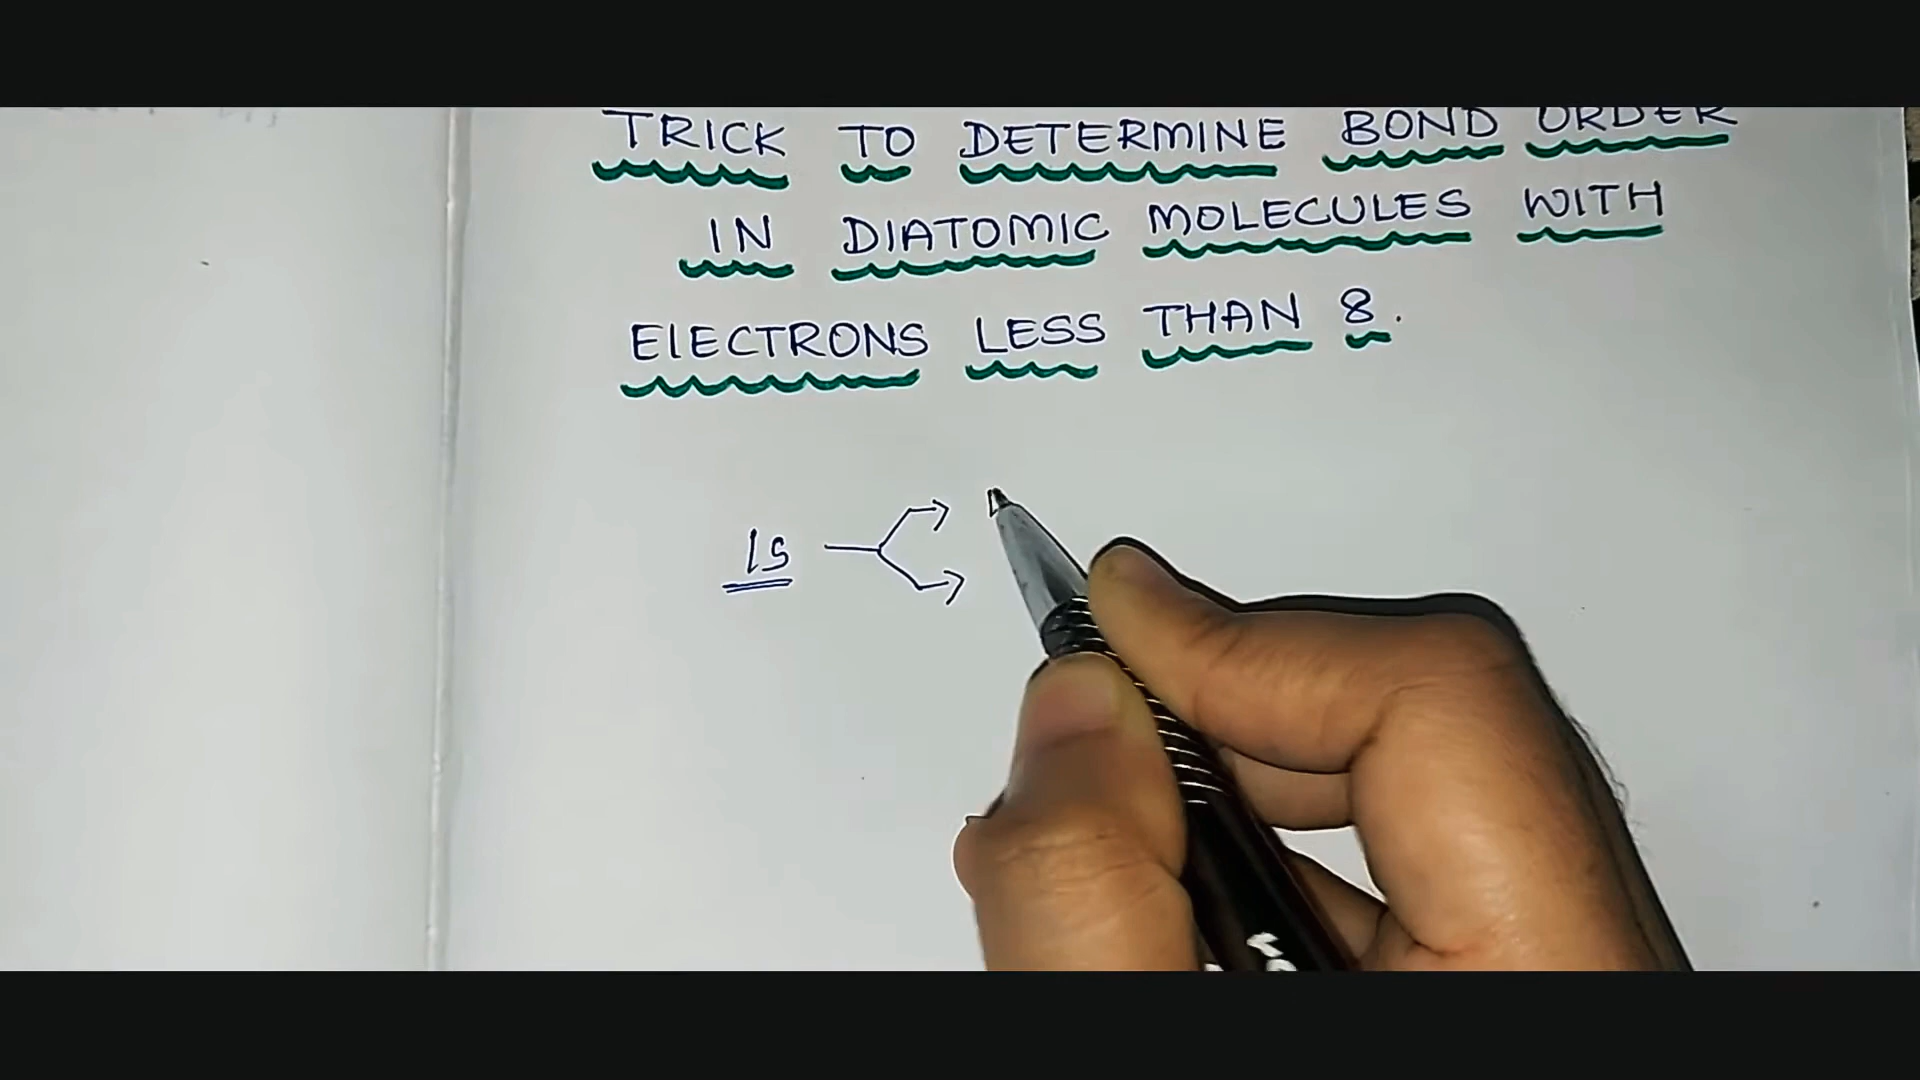 TRICK TO DETERMINE BOND ORDER
IN DIATOMIC MOLECULES WITH
ElECTRONS LESS THAN 8.
1s